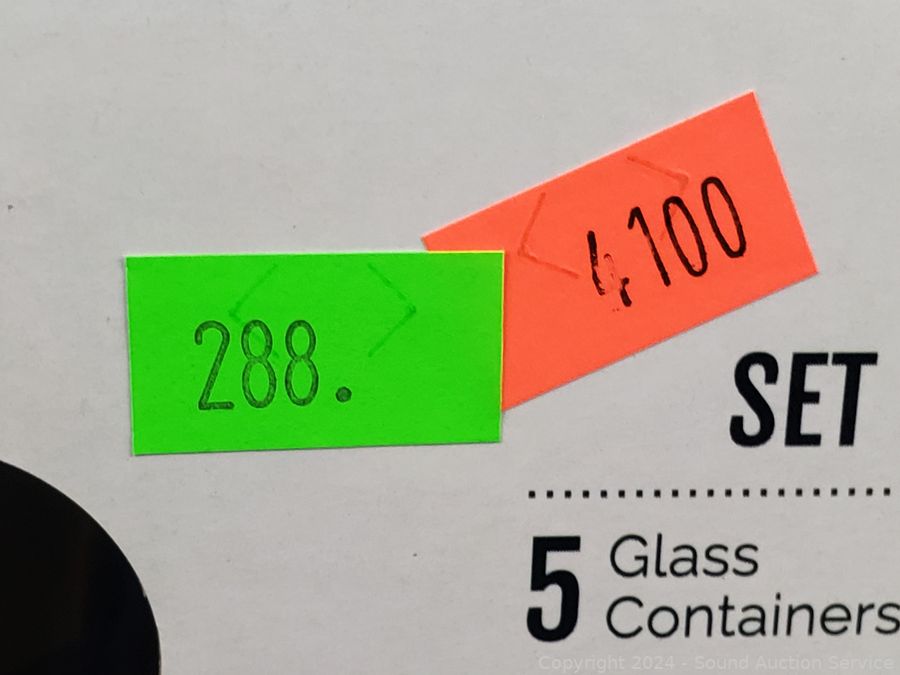 4100
288.
SET
5 Glass
Containers
Copyright 2024 - Sound Auction Service